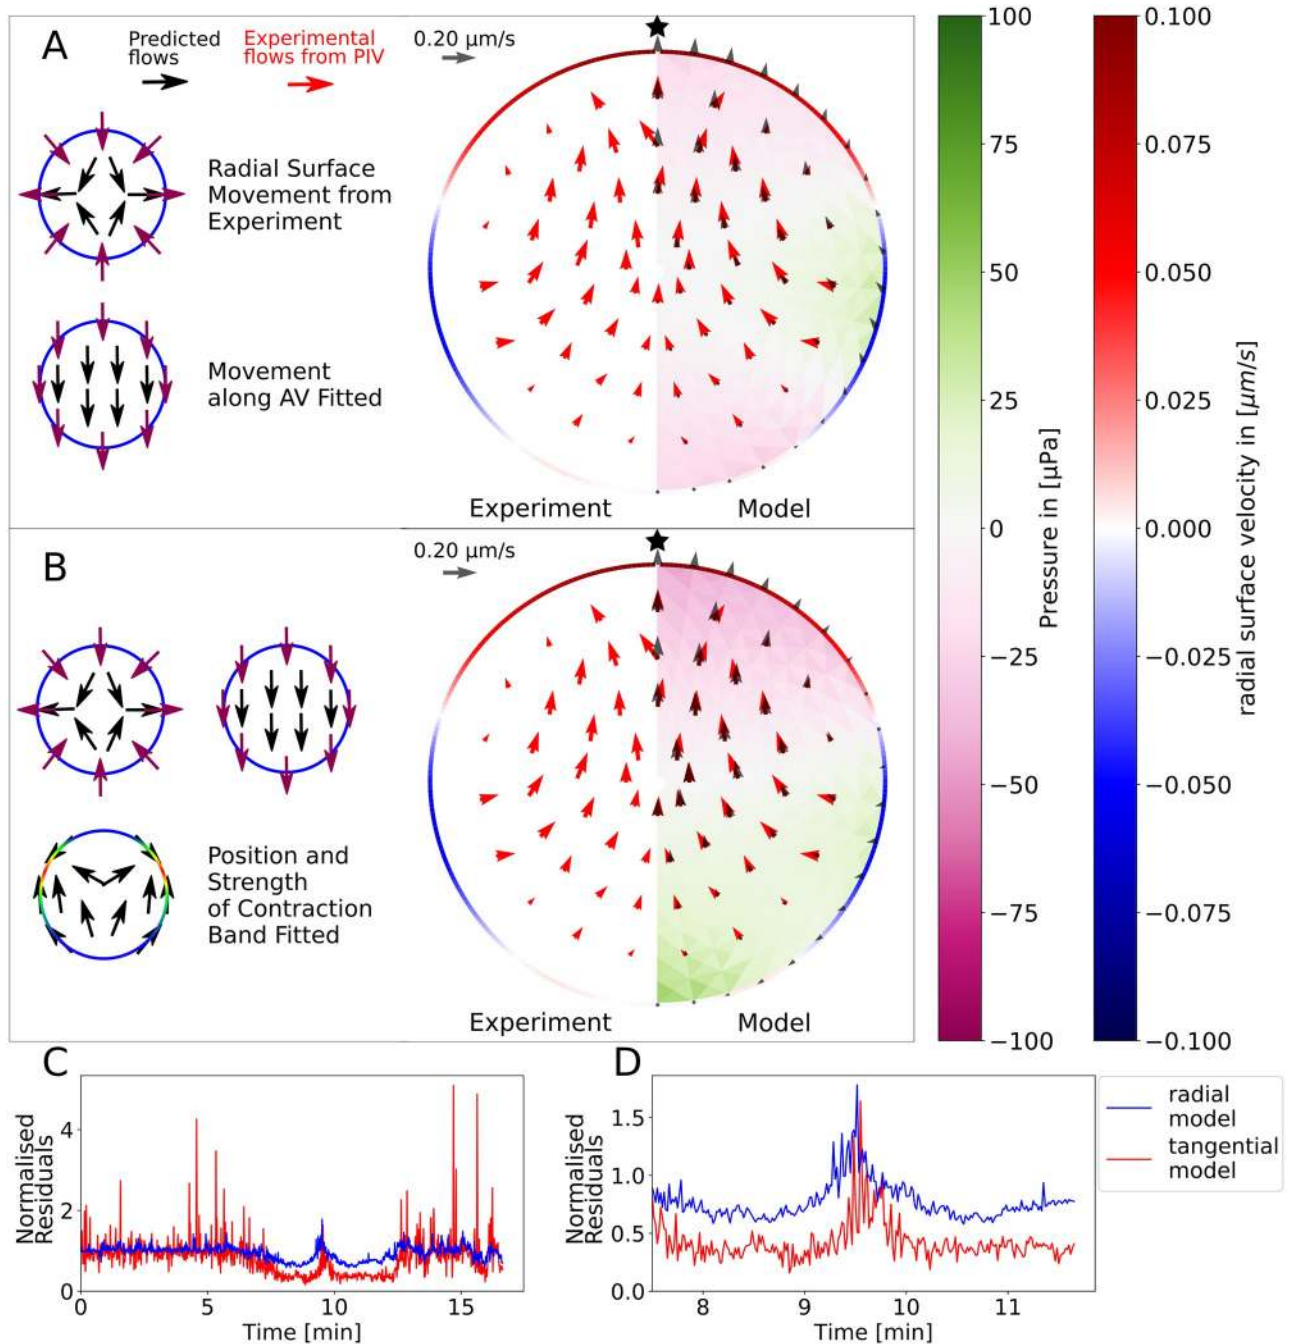 A
Predicted
flows
Experimental
flows from PIV
0.20 µm/s
Radial Surface
Movement from
Experiment
Movement
along AV Fitted
Experiment
Model
B
0.20 µm/s
Position and
Strength
of Contraction
Band Fitted
Experiment
Model
100
75
50
25
0
−25
−50
−75
−100
Pressure in [µPa]
0.100
0.075
0.050
0.025
0.000
−0.025
−0.050
−0.075
−0.100
radial surface velocity in [µm/s]
C
Normalised
Residuals
4
2
0
0
5
10
15
Time [min]
D
Normalised
Residuals
1.5
1.0
0.5
0.0
8
9
10
11
Time [min]
radial
model
tangential
model